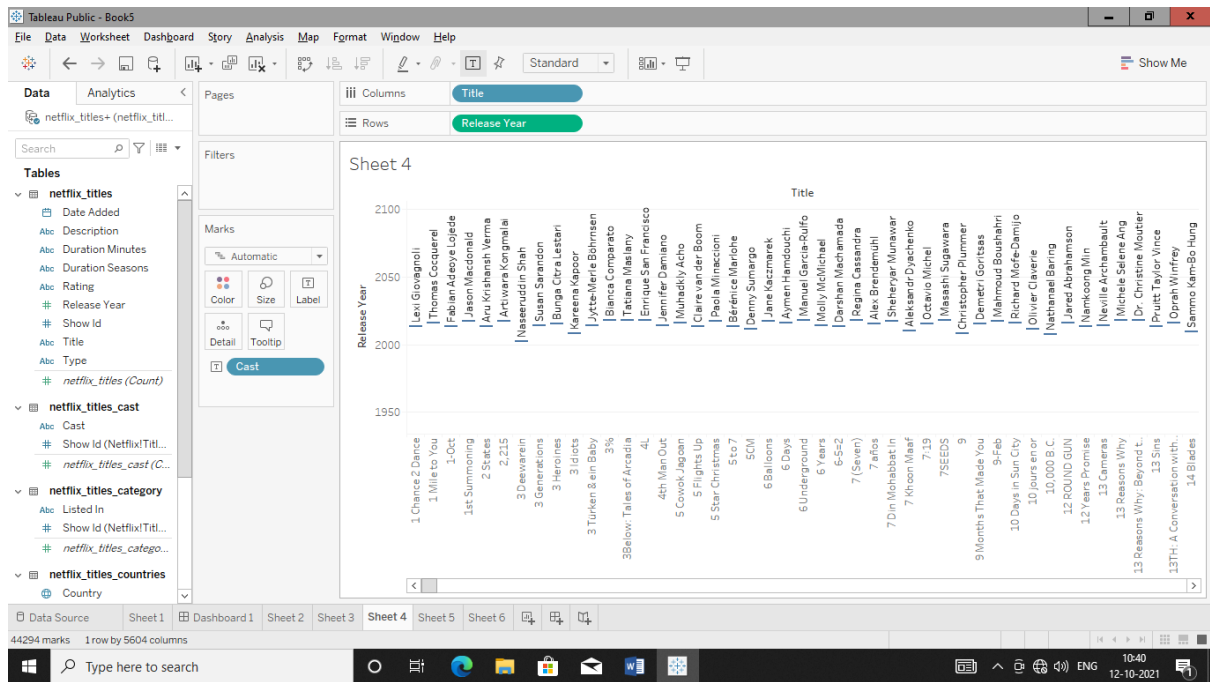 Tableau Public - Book5
File Data Worksheet Dashboard Story Analysis Map Format Window Help
Standard
Show Me
Data Analytics
netflix_titles+ (netflix_titl...
Search
Tables
netflix_titles
Date Added
Abc Description
Abc Duration Minutes
Abc Duration Seasons
Abc Rating
# Release Year
# Show Id
Abc Title
Abc Type
# netflix_titles (Count)
netflix_titles_cast
Abc Cast
# Show Id (Netflix!Titl...
# netflix_titles_cast (C...
netflix_titles_category
Abc Listed In
# Show Id (Netflix!Titl...
# netflix_titles_catego...
netflix_titles_countries
Country
Pages
Filters
Marks
Automatic
Color Size Label
Detail Tooltip
Cast
Columns Title
Rows Release Year
Sheet 4
Title
Release Year
2100
2050
2000
1950
Lexi Giovagnoli
Thomas Cocquerel
Fabian Adeoye Lojede
Jason Macdonald
Aru Krishansh Verma
Artiwara Kongmalai
Naseeruddin Shah
Susan Sarandon
Bunga Citra Lestari
Kareena Kapoor
Jytte-Merle Böhrnsen
Bianca Comparato
Tatiana Maslany
Enrique San Francisco
Jennifer Damiano
Muhadkly Acho
Claire van der Boom
Paola Minaccioni
Bérénice Marlohe
Denny Sumargo
Jane Kaczmarek
Aymen Hamdouchi
Manuel Garcia-Rulfo
Molly McMichael
Darshan Machamada
Regina Cassandra
Alex Brendemühl
Sheheryar Munawar
Aleksandr Dyachenko
Octavio Michel
Masashi Sugawara
Christopher Plummer
Demetri Goritsas
Mahmoud Boushahri
Richard Mofe-Damijo
Olivier Claverie
Nathanael Baring
Jared Abrahamson
Namkoong Min
Neville Archambault
Michele Selene Ang
Dr. Christine Moutier
Pruitt Taylor Vince
Oprah Winfrey
Sammo Kam-Bo Hung
1 Chance 2 Dance
1 Mile to You
1-Oct
1st Summoning
2 States
2,215
3 Deewarein
3 Generations
3 Heroines
3 Idiots
3 Türken & ein Baby
3%
3Below: Tales of Arcadia
4L
4th Man Out
5 Cowok Jagoan
5 Flights Up
5 Star Christmas
5 to 7
5CM
6 Balloons
6 Days
6 Underground
6 Years
6-5=2
7 (Seven)
7 años
7 Din Mohabbat In
7 Khoon Maaf
7:19
7SEEDS
9
9 Months That Made You
9-Feb
10 Days in Sun City
10 jours en or
10,000 B.C.
12 ROUND GUN
12 Years Promise
13 Cameras
13 Reasons Why
13 Reasons Why: Beyond t..
13 Sins
13TH: A Conversation with..
14 Blades
Data Source Sheet 1 Dashboard 1 Sheet 2 Sheet 3 Sheet 4 Sheet 5 Sheet 6
44294 marks 1 row by 5604 columns
Type here to search
ENG
10:40
12-10-2021